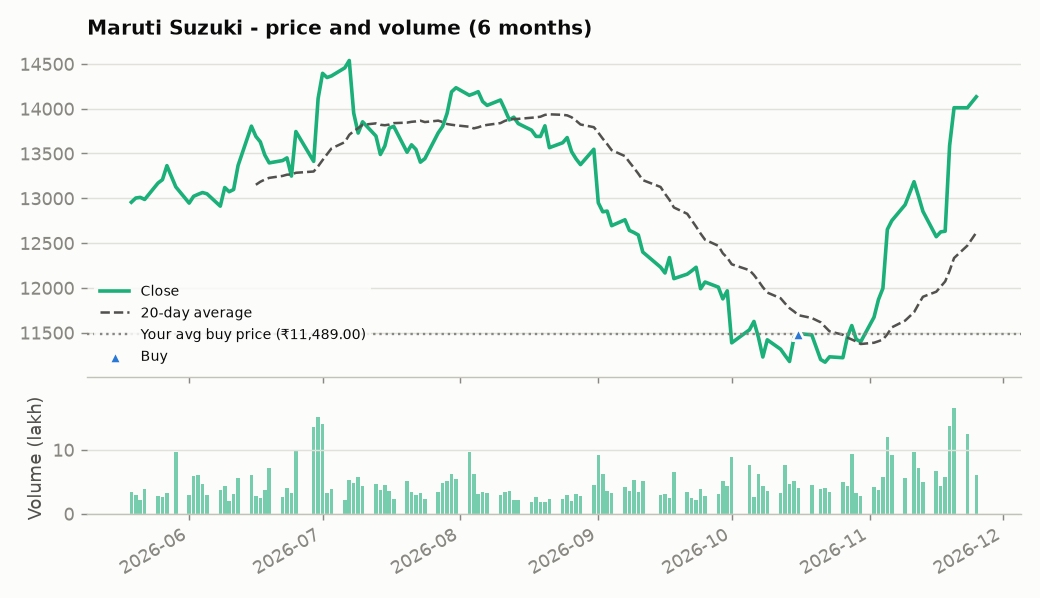 Maruti Suzuki - price and volume (6 months)
14500
14000
13500
13000
12500
12000
11500
Close
20-day average
Your avg buy price (₹11,489.00)
Buy
Volume (lakh)
10
0
2026-06
2026-07
2026-08
2026-09
2026-10
2026-11
2026-12